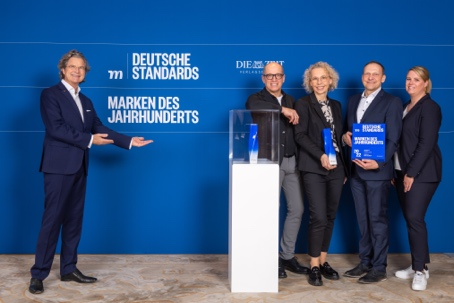 m
DEUTSCHE
STANDARDS
DIE ZEIT
MARKEN DES
JAHRHUNDERTS
DEUTSCHE
STANDARDS
MARKEN DES
JAHRHUNDERTS